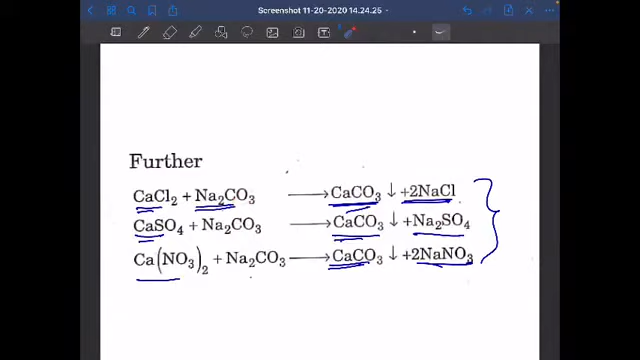 Screenshot 11-20-2020 14.24.25
Further
CaCl₂ + Na₂CO₃ ⟶ CaCO₃ ↓ +2NaCl
CaSO₄ + Na₂CO₃ ⟶ CaCO₃ ↓ + Na₂SO₄
Ca(NO₃)₂ + Na₂CO₃ ⟶ CaCO₃ ↓ +2NaNO₃